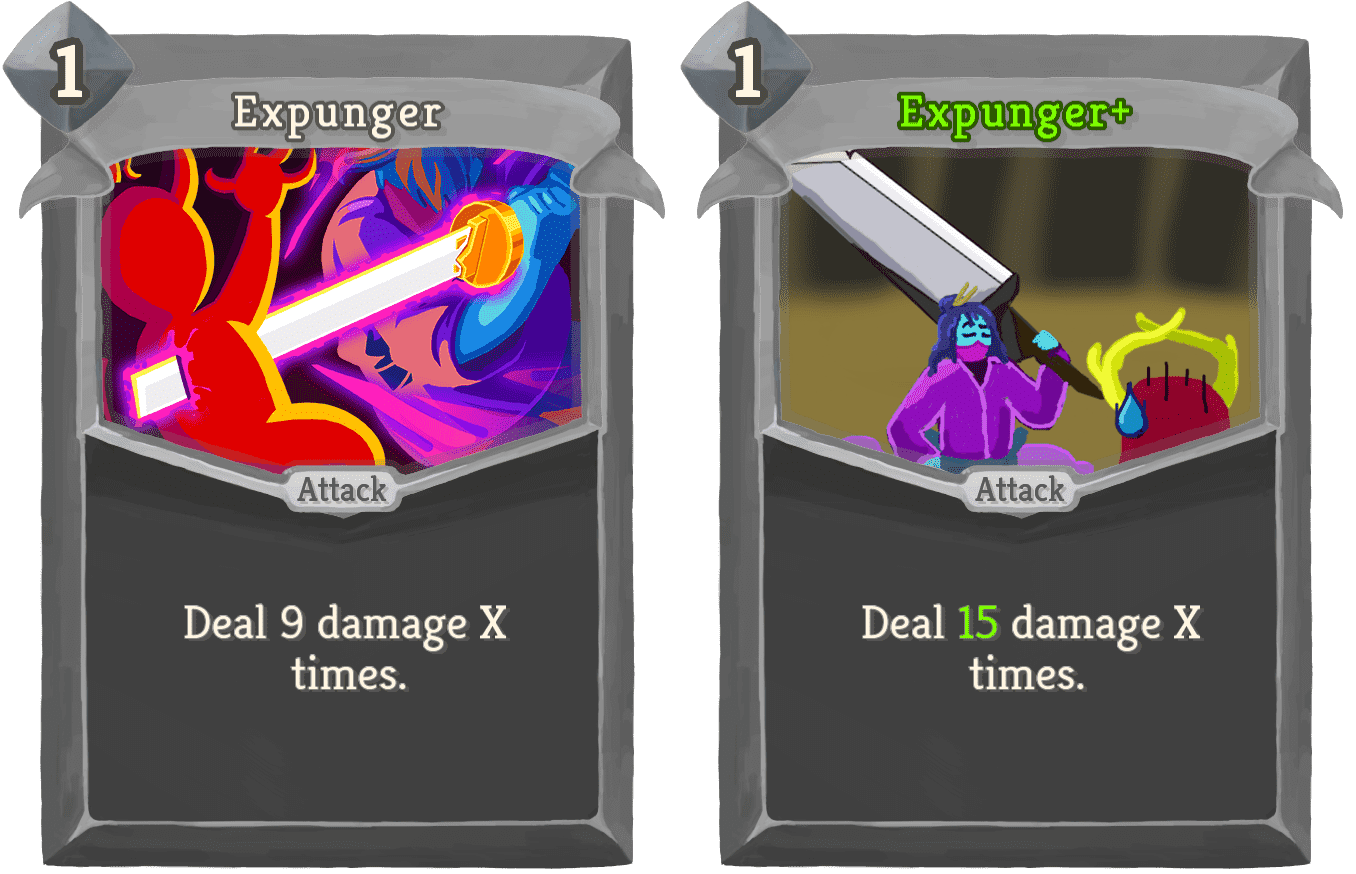 1
Expunger
Attack
Deal 9 damage X
times.
1
Expunger+
Attack
Deal 15 damage X
times.